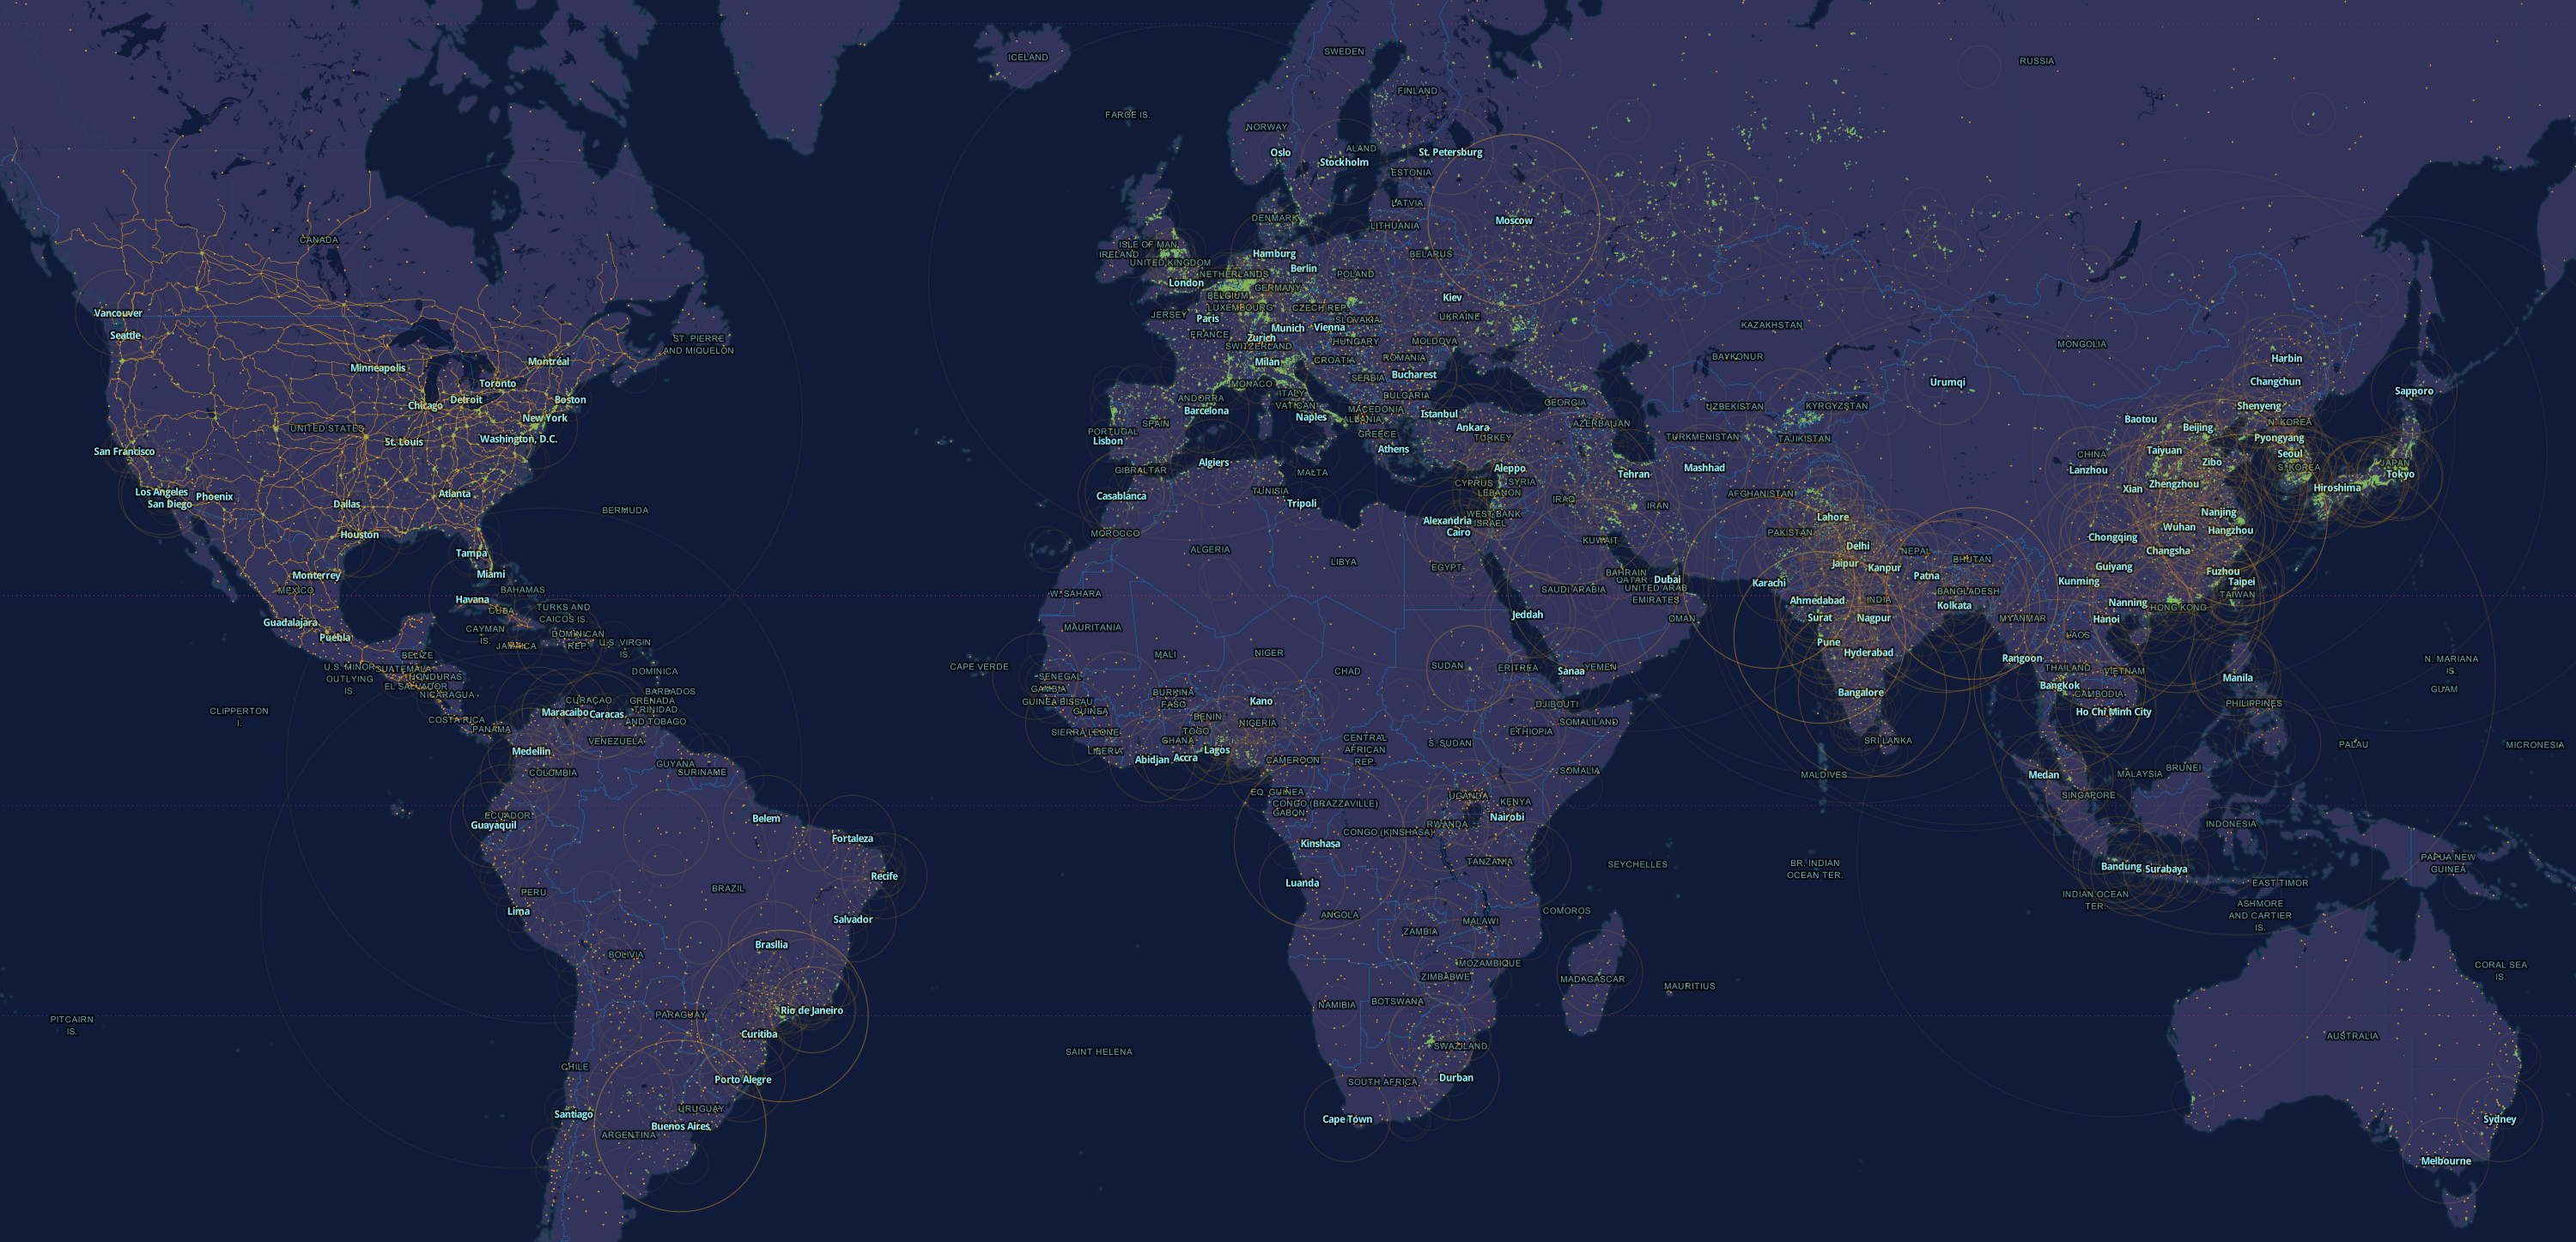 ICELAND
SWEDEN
RUSSIA
FINLAND
FAROE IS.
NORWAY
ALAND
Oslo
Stockholm
St. Petersburg
ESTONIA
LATVIA
DENMARK
Moscow
LITHUANIA
CANADA
ISLE OF MAN
IRELAND
UNITED KINGDOM
Hamburg
BELARUS
Berlin
NETHERLANDS
POLAND
London
GERMANY
BELGIUM
Kiev
LUXEMBOURG
CZECH REP.
Vancouver
JERSEY
Paris
SLOVAKIA
UKRAINE
KAZAKHSTAN
Seattle
FRANCE
Munich
Vienna
Zurich
ST. PIERRE
AND MIQUELON
SWITZERLAND
HUNGARY
MOLDOVA
MONGOLIA
Montréal
Milan
CROATIA
ROMANIA
BAYKONUR
Harbin
Minneapolis
Toronto
MONACO
SERBIA
Bucharest
Urumqi
Changchun
Sapporo
Chicago
Detroit
Boston
ANDORRA
ITALY
BULGARIA
GEORGIA
UZBEKISTAN
KYRGYZSTAN
Shenyeng
VATICAN
Barcelona
MACEDONIA
New York
Naples
ALBANIA
Istanbul
Baotou
N. KOREA
UNITED STATES
SPAIN
Ankara
AZERBAIJAN
Beijing
PORTUGAL
GREECE
TURKEY
TURKMENISTAN
TAJIKISTAN
Pyongyang
St. Louis
Washington, D.C.
Lisbon
Athens
San Francisco
Taiyuan
CHINA
Seoul
Algiers
Zibo
JAPAN
GIBRALTAR
MALTA
Aleppo
Tehran
Mashhad
Lanzhou
S. KOREA
Tokyo
CYPRUS
SYRIA
Zhengzhou
Los Angeles
Phoenix
Atlanta
Casablanca
TUNISIA
LEBANON
IRAQ
AFGHANISTAN
Xian
Hiroshima
San Diego
Dallas
Tripoli
IRAN
BERMUDA
WEST BANK
Nanjing
Lahore
Alexandria
ISRAEL
Wuhan
Hangzhou
Houston
MOROCCO
Cairo
PAKISTAN
Chongqing
KUWAIT
Delhi
ALGERIA
Changsha
Tampa
NEPAL
BHUTAN
LIBYA
EGYPT
Jaipur
Kanpur
Guiyang
Monterrey
Miami
BAHRAIN
Patna
Fuzhou
QATAR
Dubai
Karachi
Kunming
Taipei
MEXICO
BAHAMAS
W. SAHARA
SAUDI ARABIA
UNITED ARAB
EMIRATES
BANGLADESH
TAIWAN
Havana
Ahmedabad
INDIA
Kolkata
Nanning
HONG KONG
CUBA
TURKS AND
CAICOS IS.
Jeddah
OMAN
Surat
Nagpur
MYANMAR
Hanoi
Guadalajara
CAYMAN
IS.
MAURITANIA
Puebla
DOMINICAN
REP.
LAOS
JAMAICA
U.S. VIRGIN
IS.
Pune
Hyderabad
BELIZE
MALI
NIGER
Rangoon
N. MARIANA
IS.
U.S. MINOR
OUTLYING
IS.
GUATEMALA
CAPE VERDE
CHAD
SUDAN
ERITREA
Sanaa
YEMEN
THAILAND
VIETNAM
HONDURAS
DOMINICA
SENEGAL
Manila
EL SALVADOR
NICARAGUA
BARBADOS
GAMBIA
BURKINA
FASO
Bangalore
Bangkok
CAMBODIA
GUAM
CURAÇAO
GRENADA
GUINEA BISSAU
Kano
DJIBOUTI
PHILIPPINES
CLIPPERTON
I.
Maracaibo
Caracas
TRINIDAD
AND TOBAGO
GUINEA
BENIN
Ho Chi Minh City
COSTA RICA
NIGERIA
SOMALILAND
PANAMA
SIERRA LEONE
TOGO
ETHIOPIA
VENEZUELA
GHANA
CENTRAL
AFRICAN
REP.
S. SUDAN
SRI LANKA
PALAU
MICRONESIA
Medellín
LIBERIA
Lagos
Abidjan
Accra
CAMEROON
GUYANA
SURINAME
COLOMBIA
SOMALIA
MALDIVES
Medan
MALAYSIA
BRUNEI
EQ. GUINEA
UGANDA
KENYA
SINGAPORE
CONGO (BRAZZAVILLE)
GABON
ECUADOR
Guayaquil
Belem
Nairobi
RWANDA
INDONESIA
Fortaleza
CONGO (KINSHASA)
Kinshasa
TANZANIA
SEYCHELLES
BR. INDIAN
OCEAN TER.
PAPUA NEW
GUINEA
Recife
Bandung
Surabaya
Luanda
BRAZIL
PERU
EAST TIMOR
INDIAN OCEAN
TER.
Lima
Salvador
ANGOLA
COMOROS
MALAWI
ASHMORE
AND CARTIER
IS.
ZAMBIA
Brasília
BOLIVIA
MOZAMBIQUE
CORAL SEA
IS.
ZIMBABWE
MADAGASCAR
MAURITIUS
NAMIBIA
BOTSWANA
Rio de Janeiro
PARAGUAY
PITCAIRN
IS.
Curitiba
AUSTRALIA
SAINT HELENA
SWAZILAND
CHILE
Porto Alegre
SOUTH AFRICA
Durban
Santiago
URUGUAY
Cape Town
Sydney
Buenos Aires
ARGENTINA
Melbourne